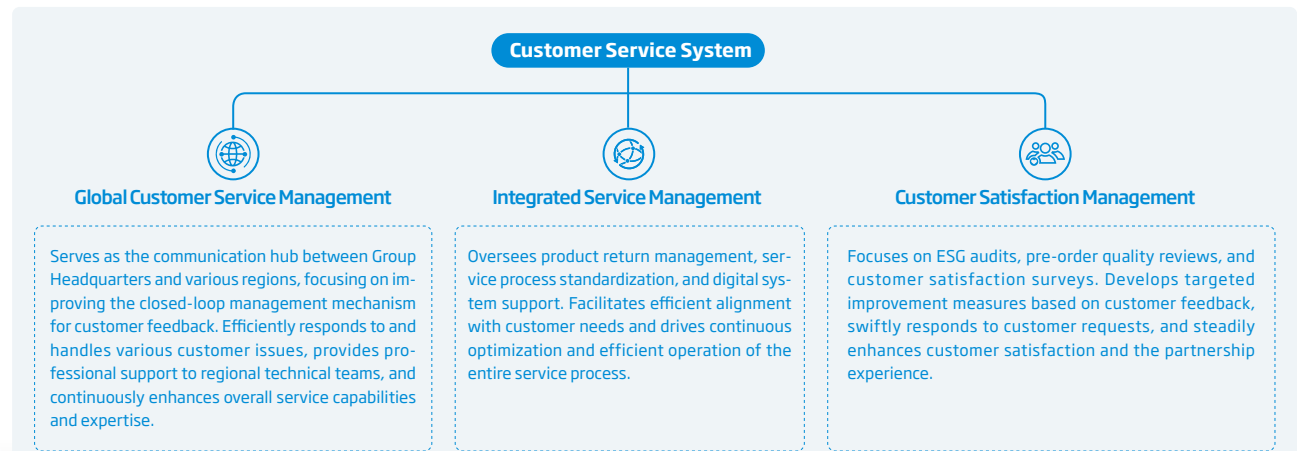 Customer Service System
Global Customer Service Management
Serves as the communication hub between Group
Headquarters and various regions, focusing on im-
proving the closed-loop management mechanism
for customer feedback. Efficiently responds to and
handles various customer issues, provides pro-
fessional support to regional technical teams, and
continuously enhances overall service capabilities
and expertise.
Integrated Service Management
Oversees product return management, ser-
vice process standardization, and digital sys-
tem support. Facilitates efficient alignment
with customer needs and drives continuous
optimization and efficient operation of the
entire service process.
Customer Satisfaction Management
Focuses on ESG audits, pre-order quality reviews, and
customer satisfaction surveys. Develops targeted
improvement measures based on customer feedback,
swiftly responds to customer requests, and steadily
enhances customer satisfaction and the partnership
experience.